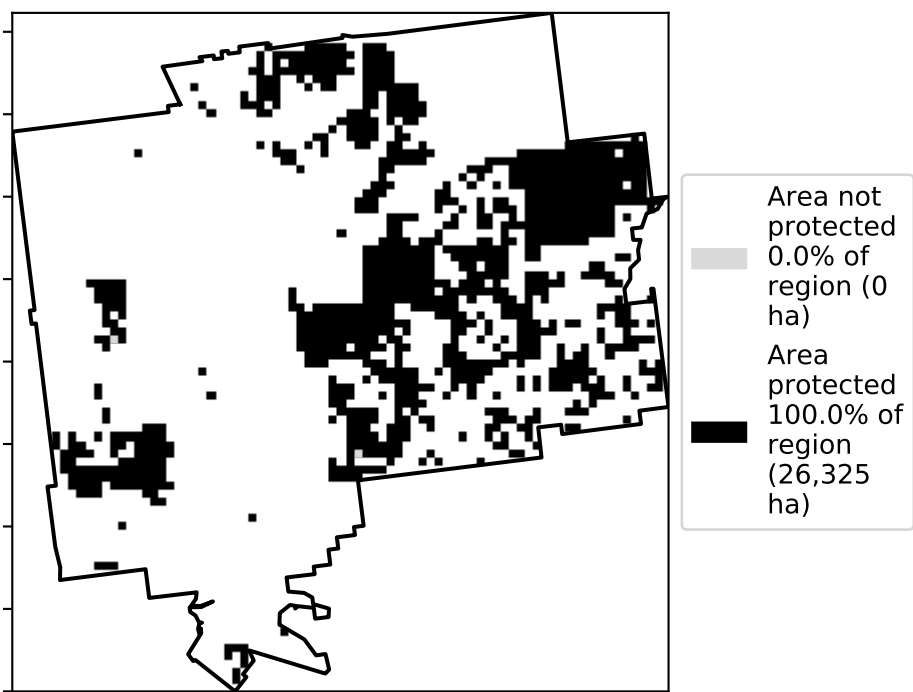 Area not
protected
0.0% of
region (0
ha)
Area
protected
100.0% of
region
(26,325
ha)